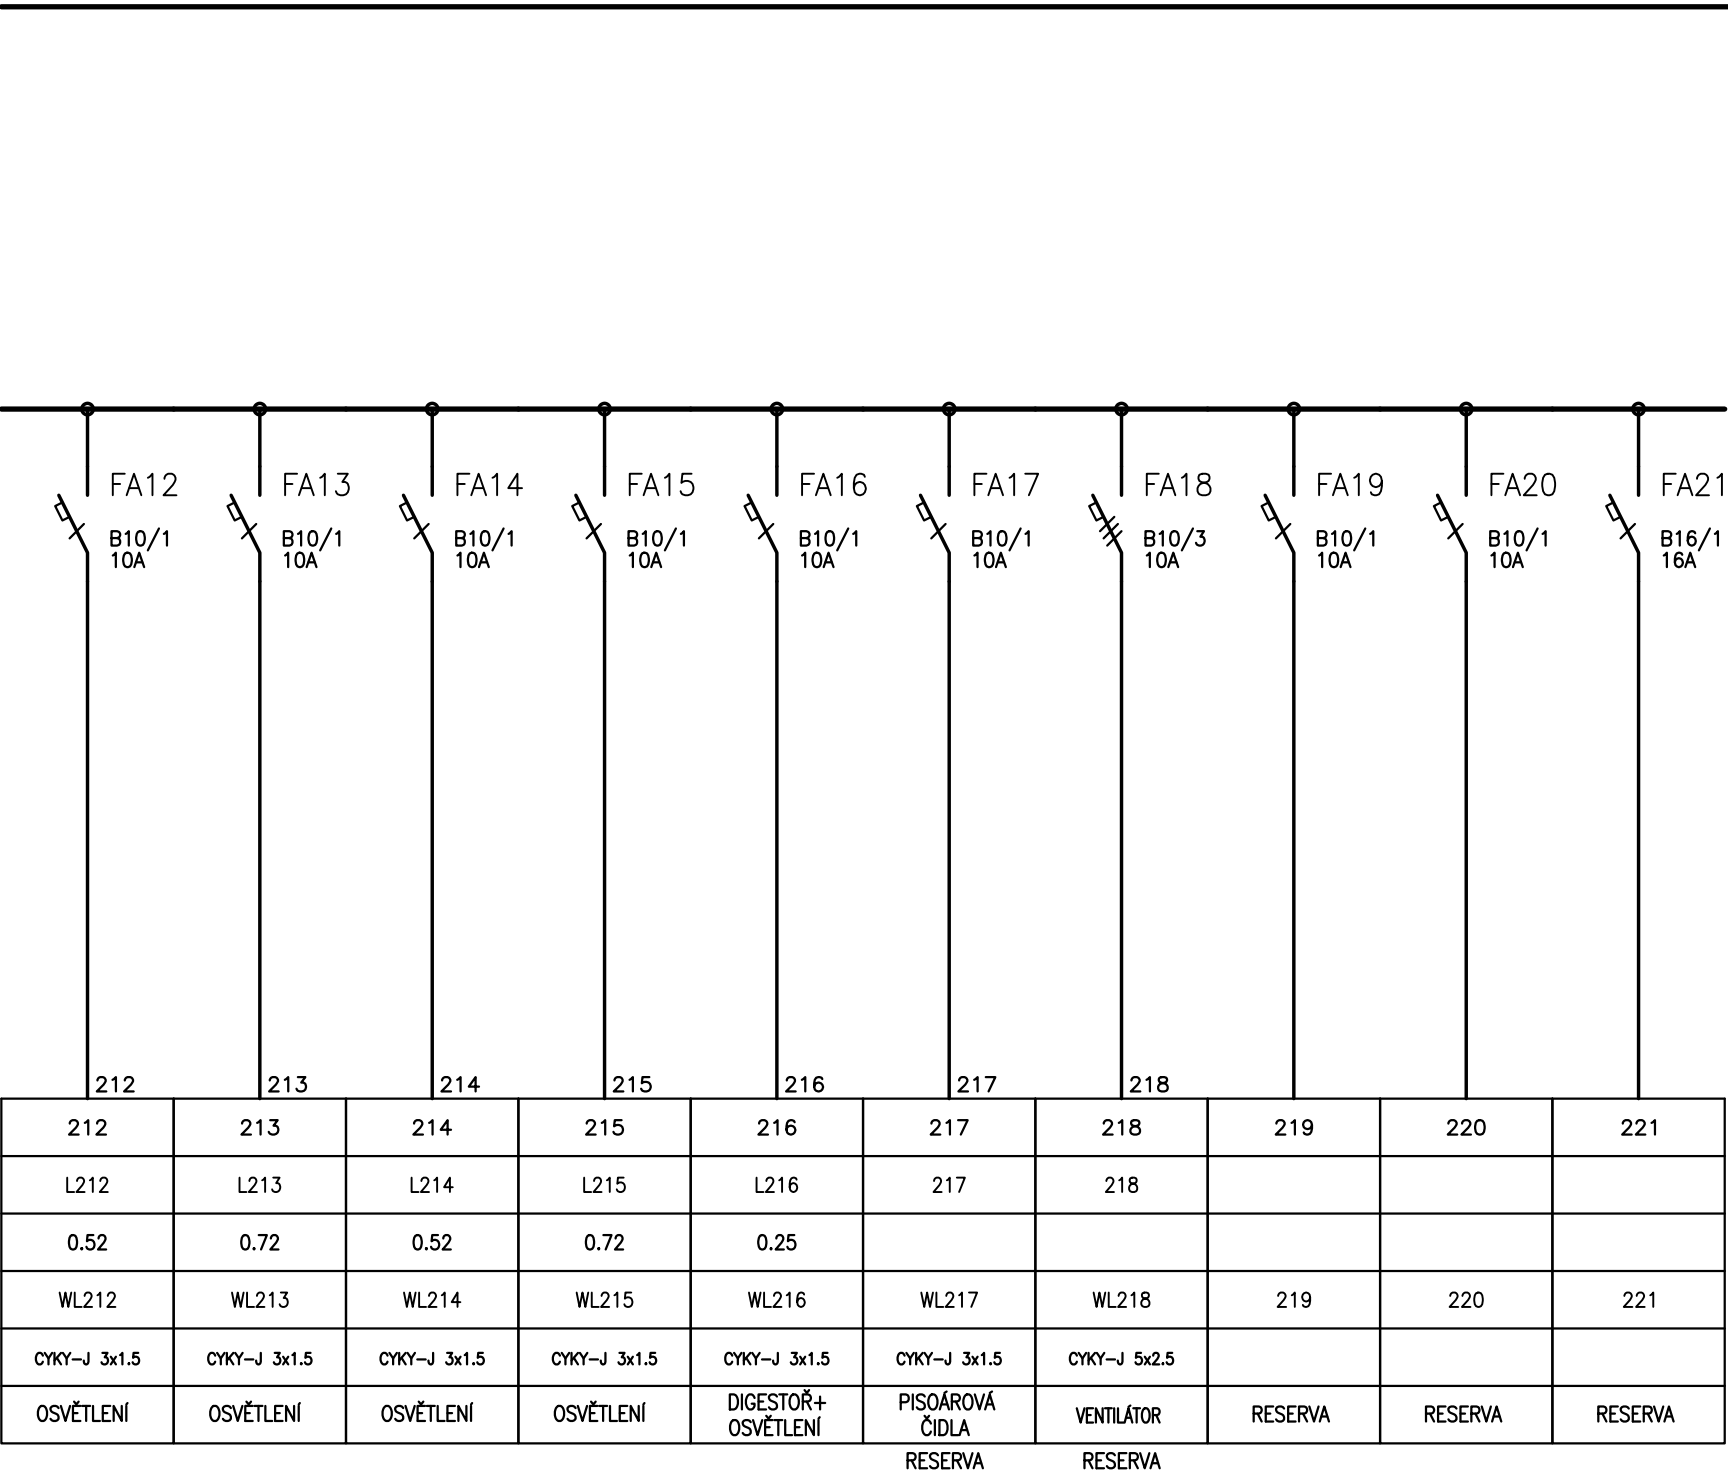 FA12 FA13 FA14 FA15 FA16 FA17 FA18 FA19 FA20 FA21
B10/1 B10/1 B10/1 B10/1 B10/1 B10/1 B10/3 B10/1 B10/1 B16/1
10A 10A 10A 10A 10A 10A 10A 10A 10A 16A
212 213 214 215 216 217 218
212 213 214 215 216 217 218 219 220 221
L212 L213 L214 L215 L216 217 218
0.52 0.72 0.52 0.72 0.25
WL212 WL213 WL214 WL215 WL216 WL217 WL218 219 220 221
CYKY-J 3x1.5 CYKY-J 3x1.5 CYKY-J 3x1.5 CYKY-J 3x1.5 CYKY-J 3x1.5 CYKY-J 3x1.5 CYKY-J 5x2.5
OSVĚTLENÍ OSVĚTLENÍ OSVĚTLENÍ OSVĚTLENÍ DIGESTOŘ+ OSVĚTLENÍ PISOÁROVÁ ČIDLA VENTILÁTOR RESERVA RESERVA RESERVA
RESERVA RESERVA